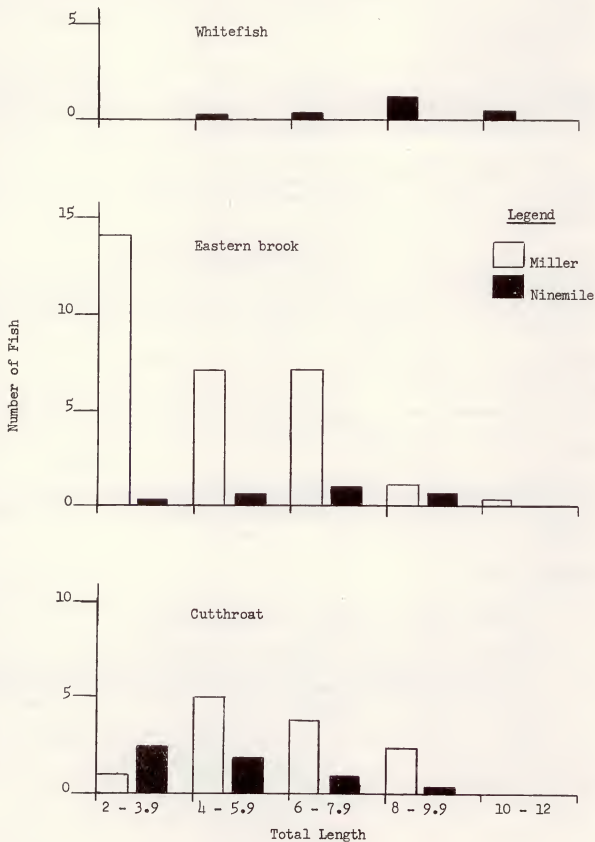 5
Whitefish
0
15
Legend
Eastern brook
Miller
10
Ninemile
Number of Fish
5
0
10
Cutthroat
5
0
2 - 3.9 4 - 5.9 6 - 7.9 8 - 9.9 10 - 12
Total Length